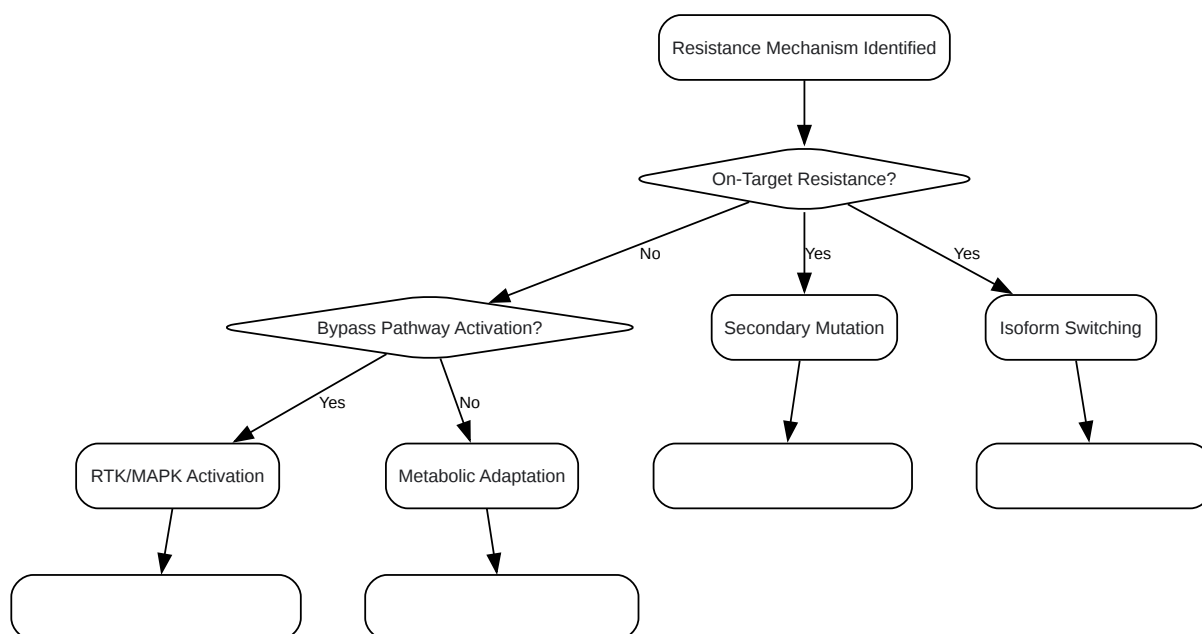 Resistance Mechanism Identified
On-Target Resistance?
No
Yes
Yes
Bypass Pathway Activation?
Secondary Mutation
Isoform Switching
Yes
No
RTK/MAPK Activation
Metabolic Adaptation